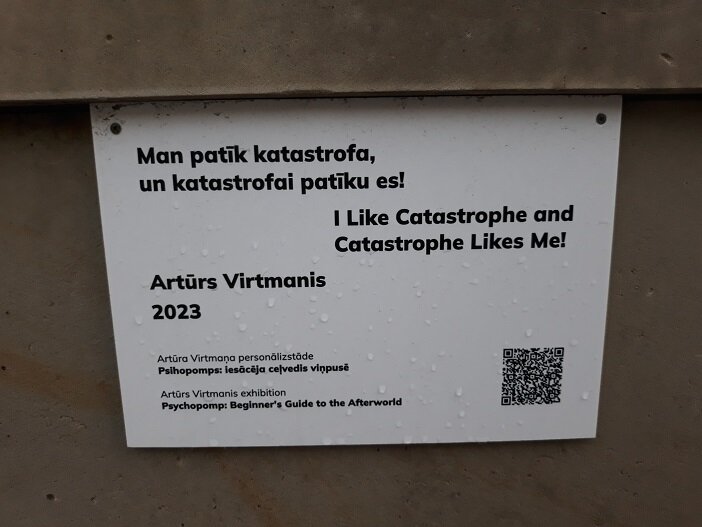 Man patīk katastrofa,
un katastrofai patīku es!
I Like Catastrophe and
Catastrophe Likes Me!
Artūrs Virtmanis
2023
Artūra Virtmaņa personālizstāde
Psihopomps: iesācēja ceļvedis viņpusē
Artūrs Virtmanis exhibition
Psychopomp: Beginner's Guide to the Afterworld